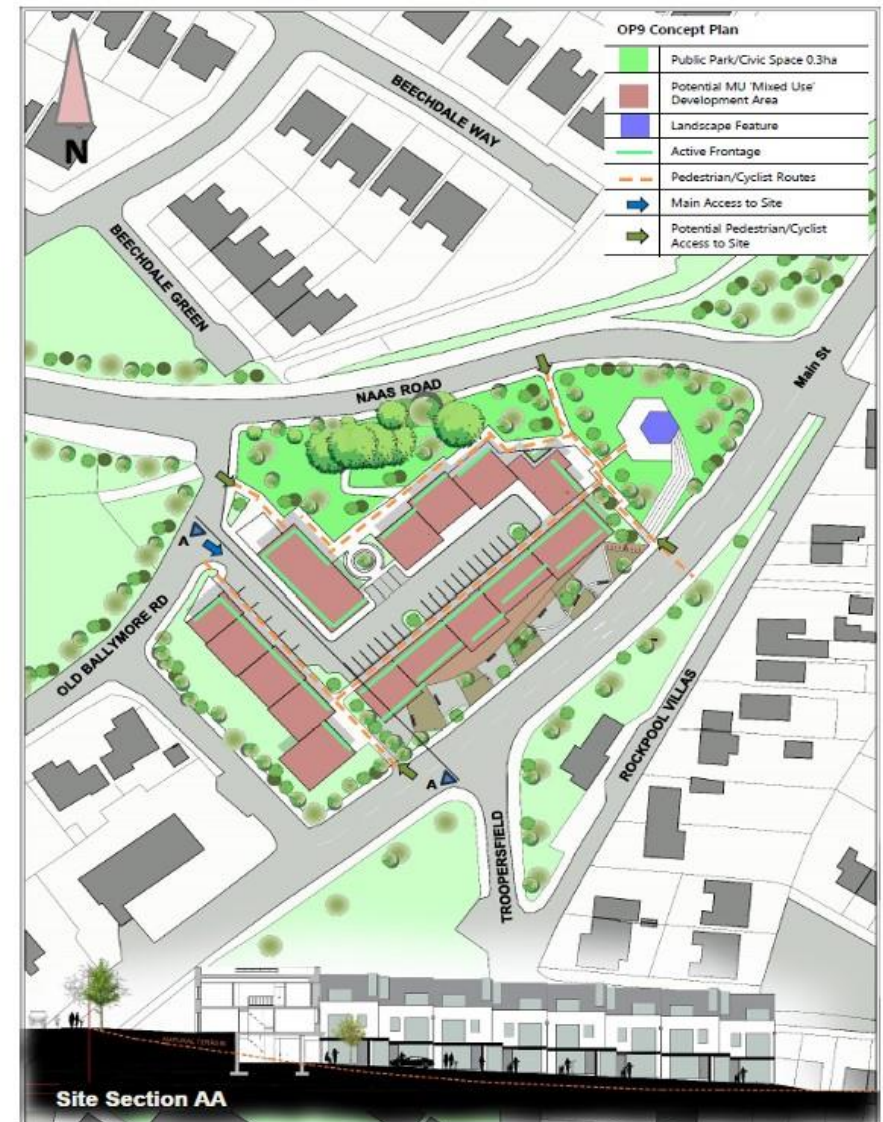 OP9 Concept Plan
Public Park/Civic Space 0.3ha
Potential MU 'Mixed Use'
Development Area
Landscape Feature
Active Frontage
Pedestrian/Cyclist Routes
Main Access to Site
Potential Pedestrian/Cyclist
Access to Site
N
BEECHDALE WAY
BEECHDALE GREEN
NAAS ROAD
Main St
A
OLD BALLYMORE RD
ROCKPOOL VILLAS
A
TROOPERSFIELD
Site Section AA